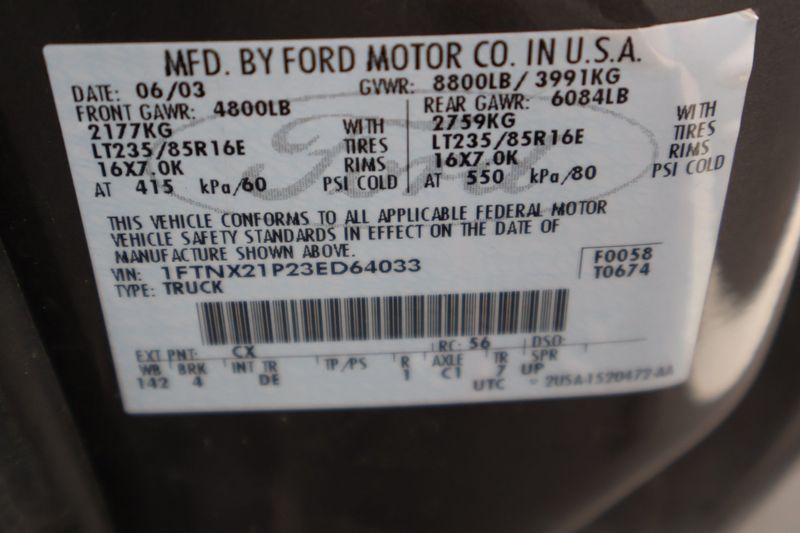 MFD. BY FORD MOTOR CO. IN U.S.A.
DATE: 06/03 GVWR: 8800LB/ 3991KG
FRONT GAWR: 4800LB REAR GAWR: 6084LB
2177KG WITH 2759KG WITH
LT235/85R16E TIRES LT235/85R16E TIRES
16X7.0K RIMS 16X7.0K RIMS
AT 415 kPa/60 PSI COLD AT 550 kPa/80 PSI COLD
Ford
THIS VEHICLE CONFORMS TO ALL APPLICABLE FEDERAL MOTOR
VEHICLE SAFETY STANDARDS IN EFFECT ON THE DATE OF
MANUFACTURE SHOWN ABOVE.
VIN: 1FTNX21P23ED64033 F0058
TYPE: TRUCK T0674
EXT PNT: CX RC: 56 DSO:
WB BRK INT TR TP/PS R AXLE TR SPR
142 4 DE 1 C1 7 UP
UTC 2U5A-1520472-AA